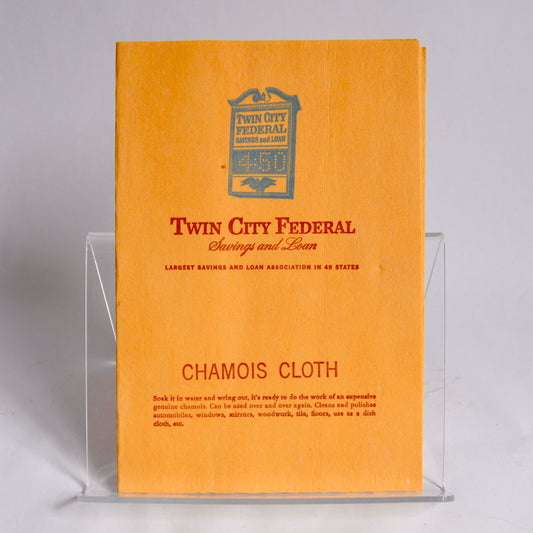 TWIN CITY
FEDERAL
SAVINGS and LOAN
4:50
TWIN CITY FEDERAL
Savings and Loan
LARGEST SAVINGS AND LOAN ASSOCIATION IN 49 STATES
CHAMOIS CLOTH
Soak it in water and wring out, it's ready to do the work of an expensive
genuine chamois. Can be used over and over again. Cleans and polishes
automobiles, windows, mirrors, woodwork, tile, floors, use as a dish
cloth, etc.